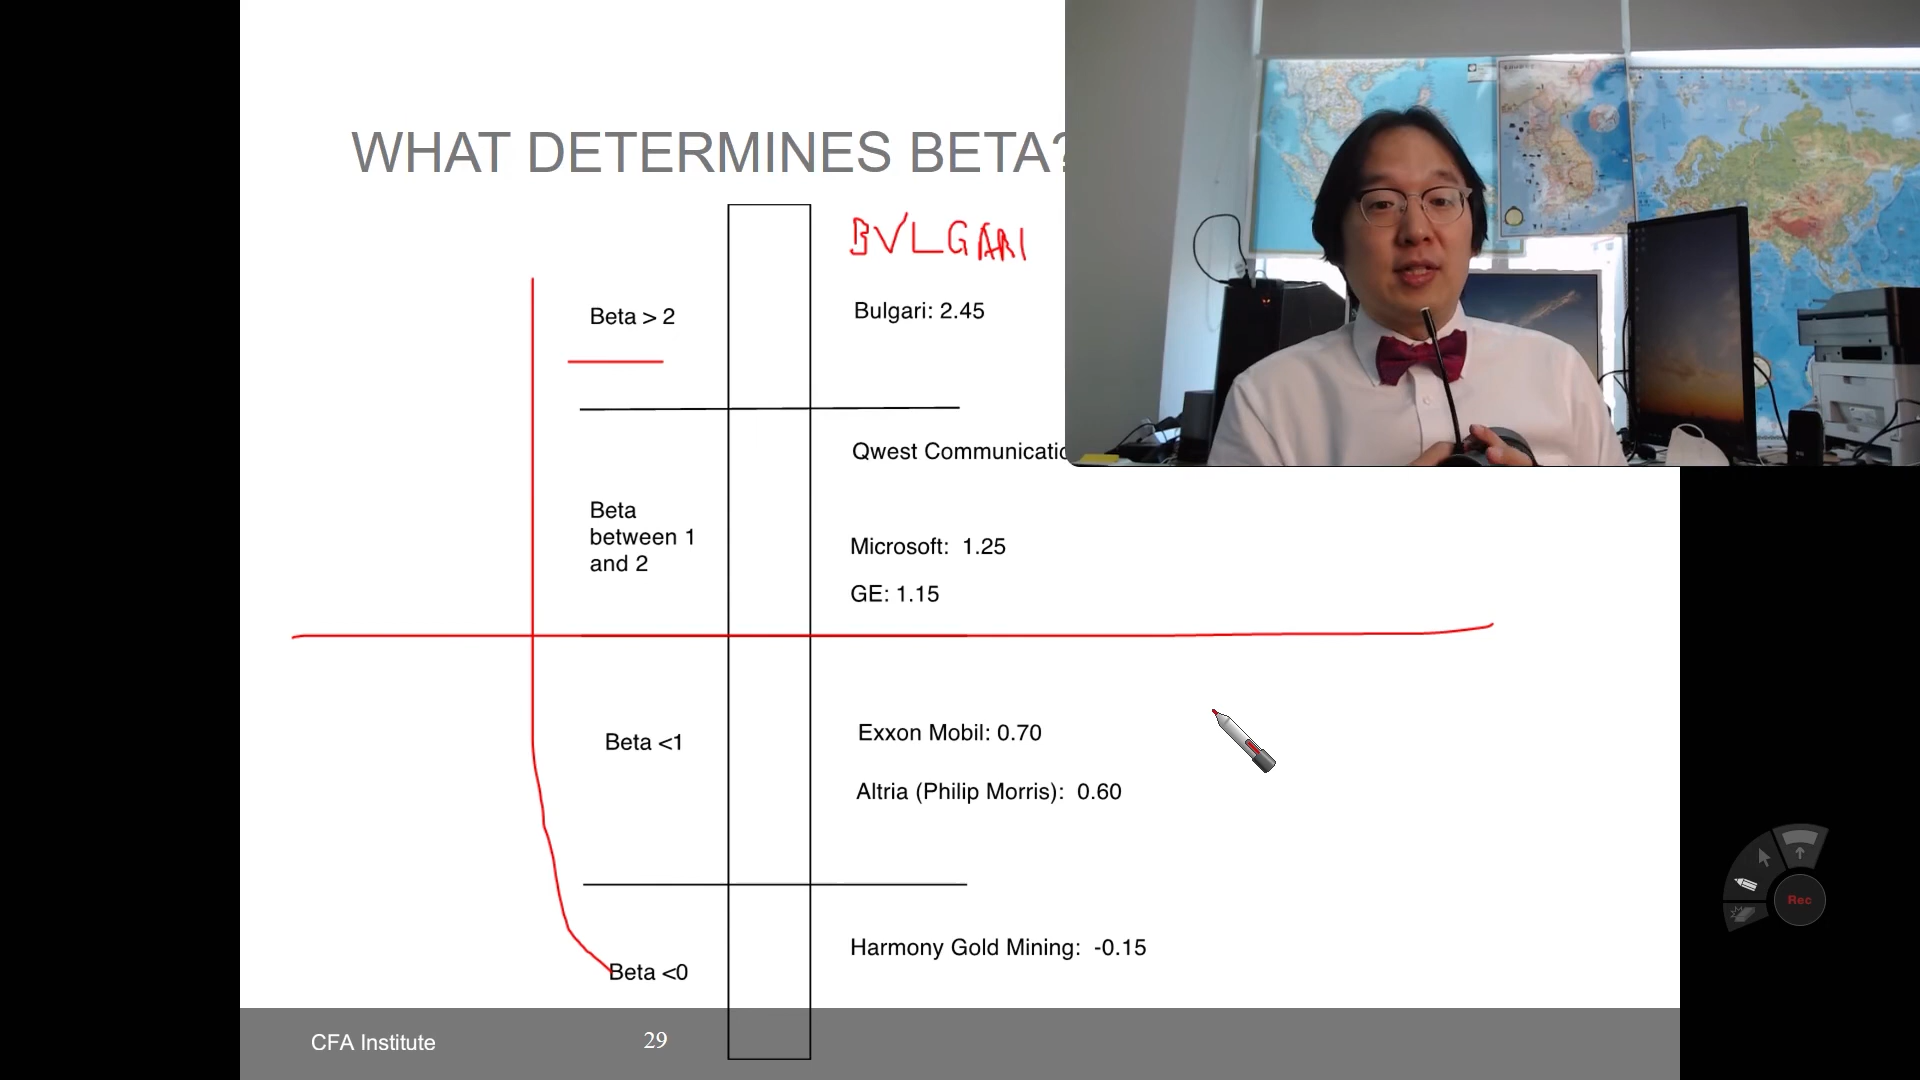 WHAT DETERMINES BETA?
BVLGARI
Beta > 2
Bulgari: 2.45
Qwest Communicatio
Beta
between 1
and 2
Microsoft: 1.25
GE: 1.15
Beta <1
Exxon Mobil: 0.70
Altria (Philip Morris): 0.60
Harmony Gold Mining: -0.15
Beta <0
Rec
CFA Institute
29